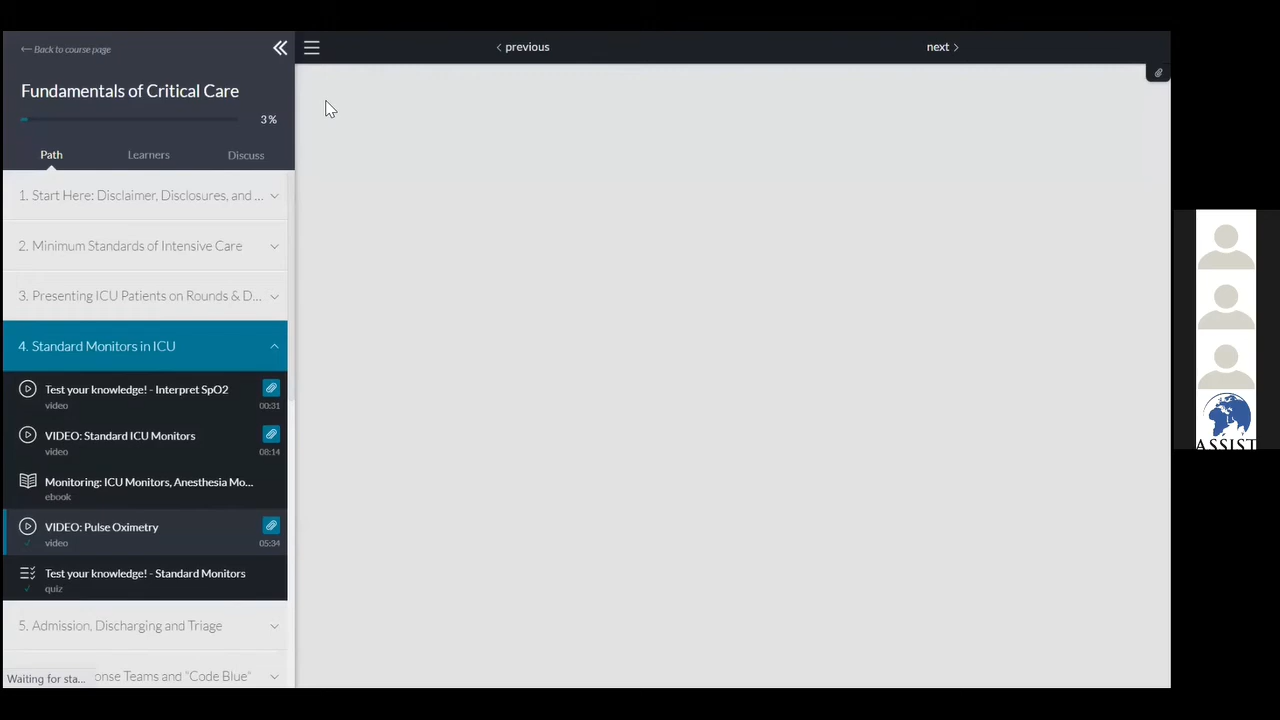 Back to course page
previous
next
Fundamentals of Critical Care
3%
Path
Learners
Discuss
1. Start Here: Disclaimer, Disclosures, and ...
2. Minimum Standards of Intensive Care
3. Presenting ICU Patients on Rounds & D...
4. Standard Monitors in ICU
Test your knowledge! - Interpret SpO2
video
00:31
VIDEO: Standard ICU Monitors
video
08:14
Monitoring: ICU Monitors, Anesthesia Mo...
ebook
VIDEO: Pulse Oximetry
video
05:34
Test your knowledge! - Standard Monitors
quiz
5. Admission, Discharging and Triage
onse Teams and "Code Blue"
Waiting for sta...
ASSIST